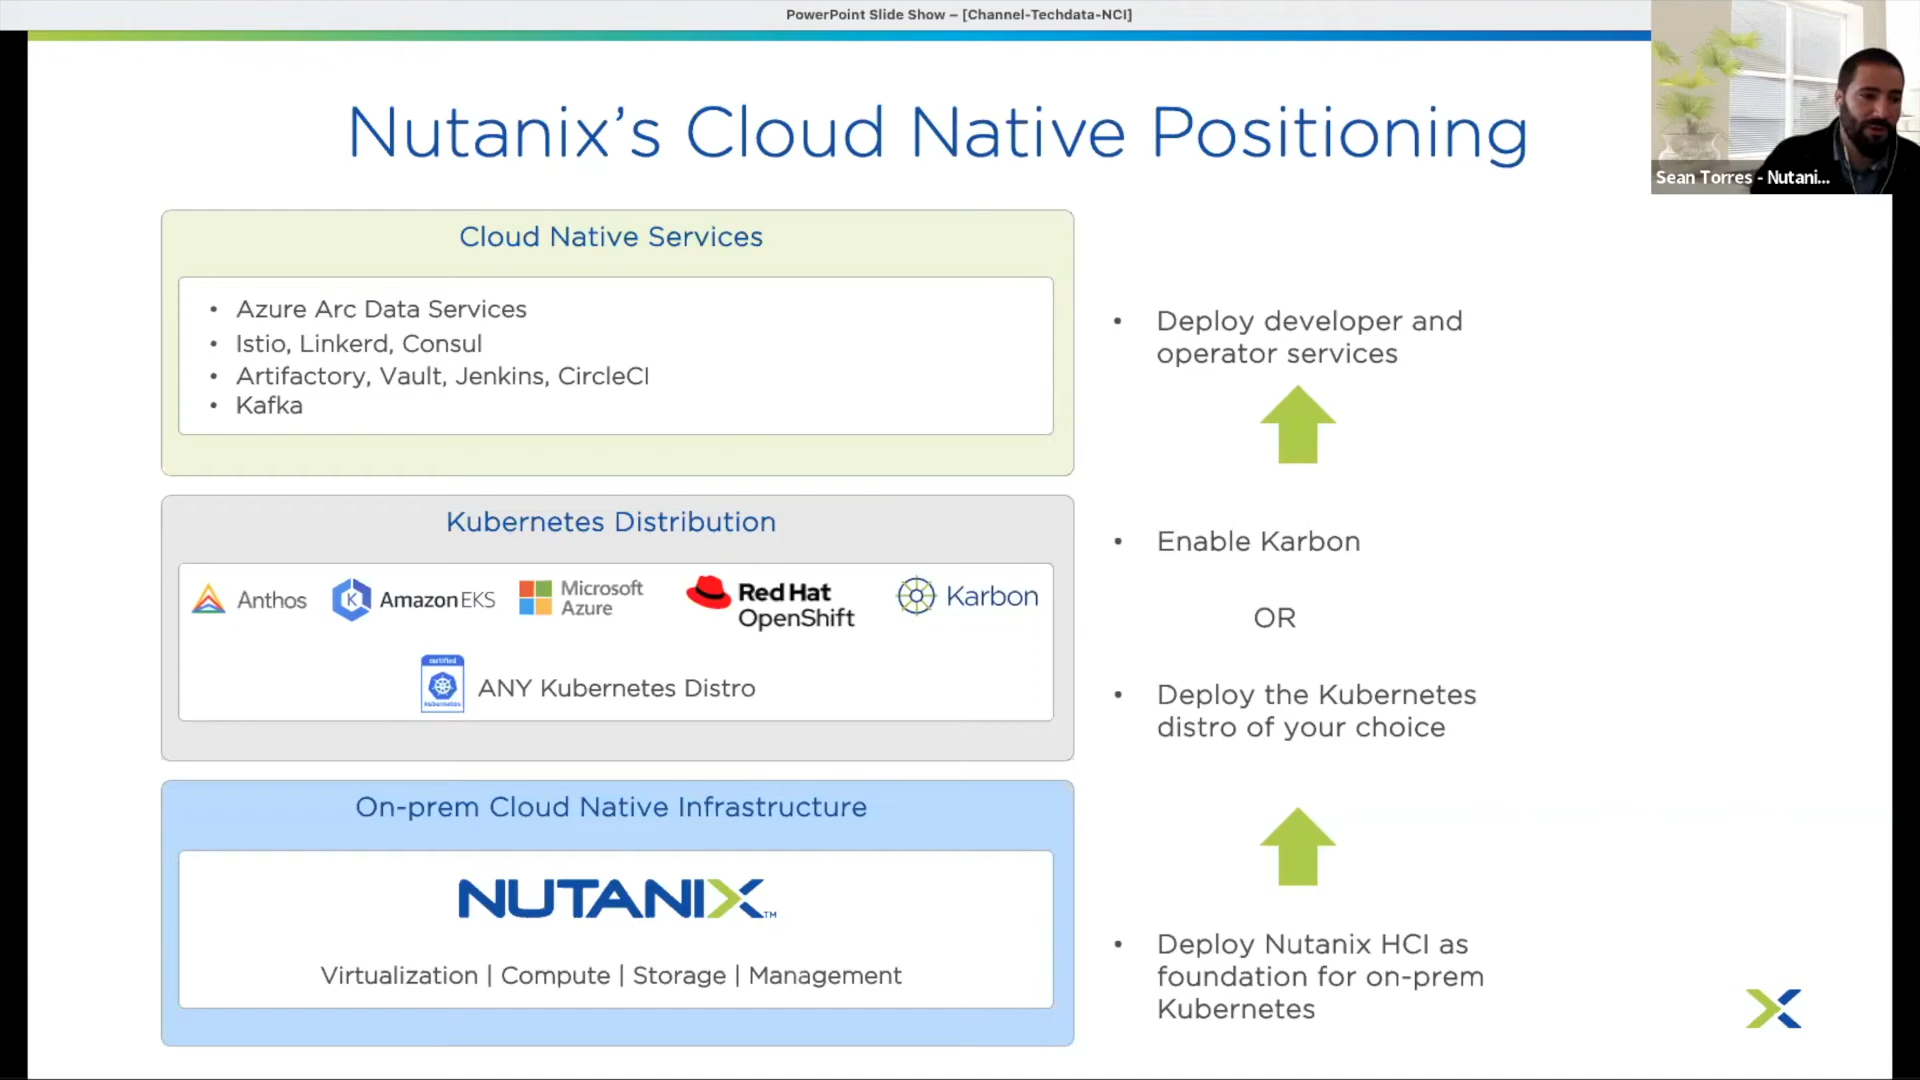 PowerPoint Slide Show – [Channel-Techdata-NCI]
Sean Torres - Nutani...
Nutanix’s Cloud Native Positioning
Cloud Native Services
• Azure Arc Data Services
• Istio, Linkerd, Consul
• Artifactory, Vault, Jenkins, CircleCI
• Kafka
• Deploy developer and
operator services
Kubernetes Distribution
Anthos
Amazon EKS
Microsoft
Azure
Red Hat
OpenShift
Karbon
certified
kubernetes
ANY Kubernetes Distro
• Enable Karbon
OR
• Deploy the Kubernetes
distro of your choice
On-prem Cloud Native Infrastructure
NUTANIX™
Virtualization | Compute | Storage | Management
• Deploy Nutanix HCI as
foundation for on-prem
Kubernetes